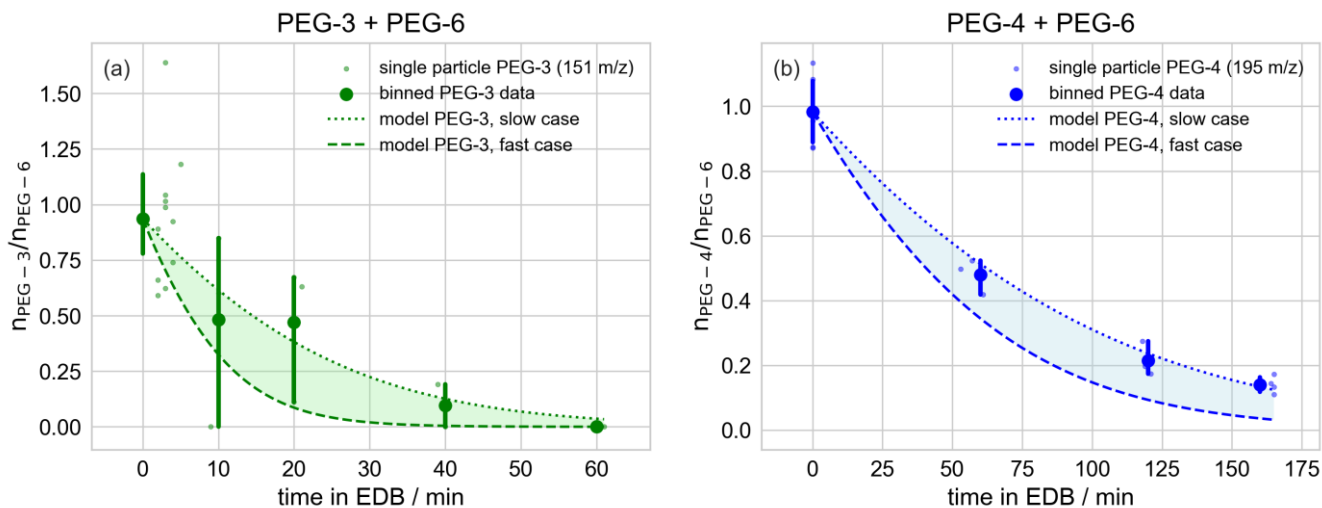 PEG-3 + PEG-6
(a)
single particle PEG-3 (151 m/z)
binned PEG-3 data
model PEG-3, slow case
model PEG-3, fast case
1.50
1.25
1.00
0.75
0.50
0.25
0.00
nPEG−3/nPEG−6
0 10 20 30 40 50 60
time in EDB / min
PEG-4 + PEG-6
(b)
single particle PEG-4 (195 m/z)
binned PEG-4 data
model PEG-4, slow case
model PEG-4, fast case
1.0
0.8
0.6
0.4
0.2
0.0
nPEG−4/nPEG−6
0 25 50 75 100 125 150 175
time in EDB / min